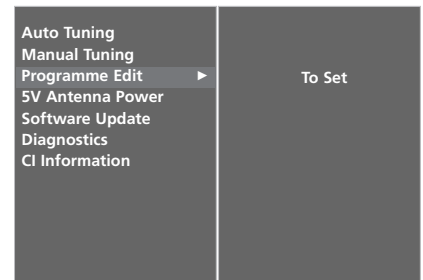 Auto Tuning
Manual Tuning
Programme Edit ►
To Set
5V Antenna Power
Software Update
Diagnostics
CI Information